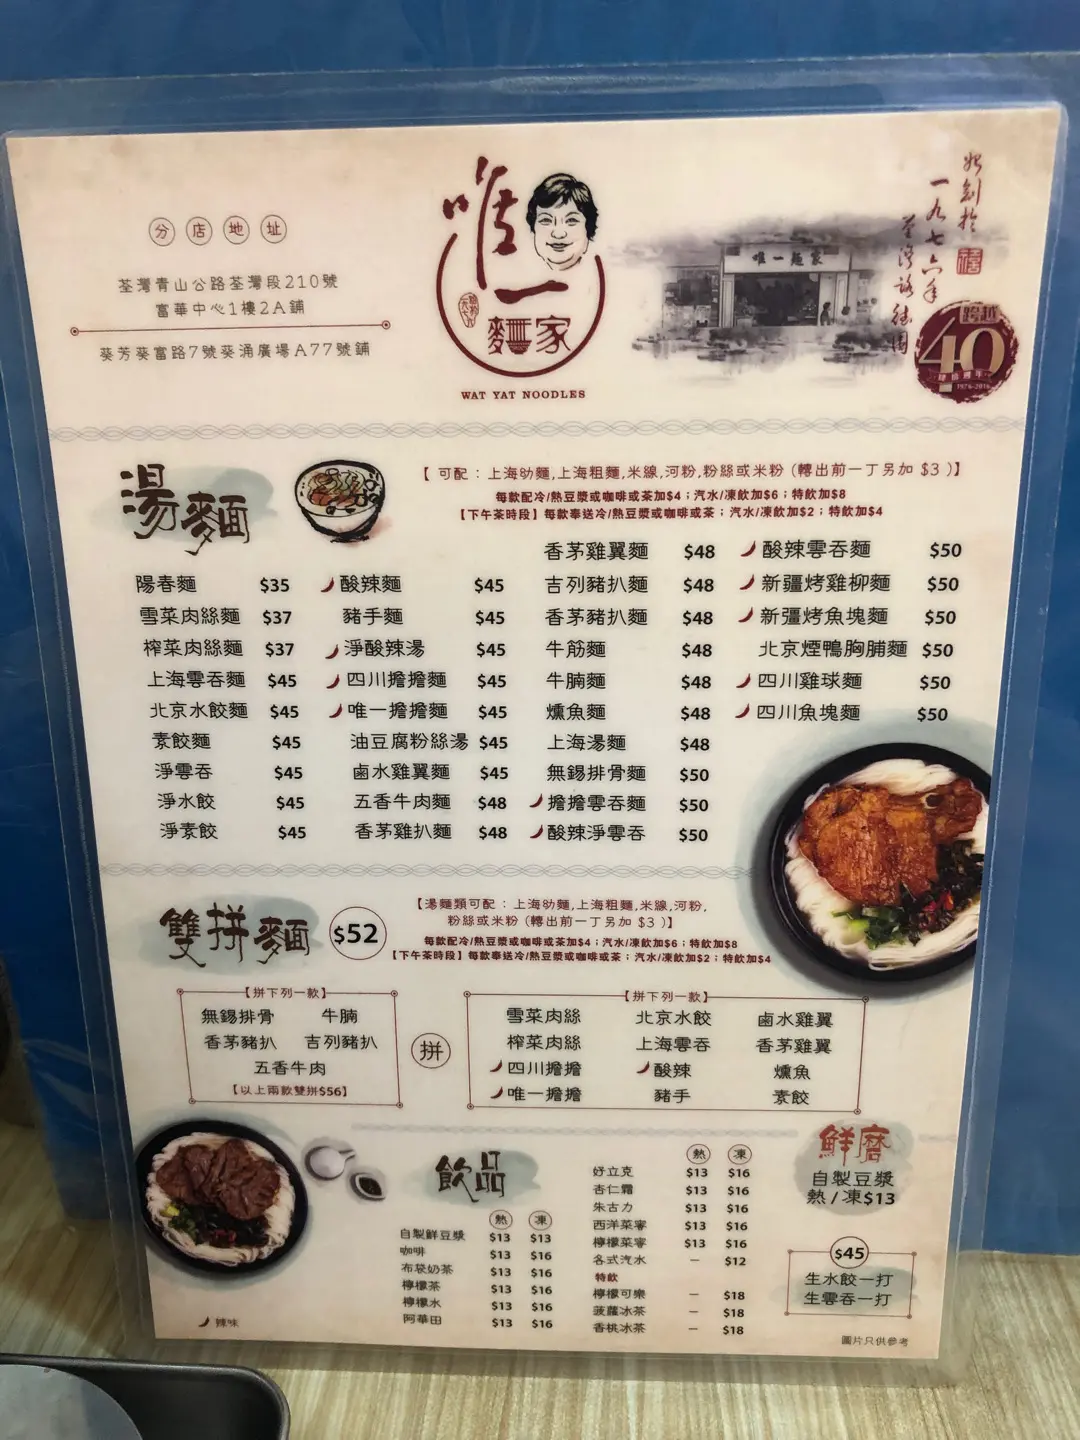 分店地址
荃灣青山公路荃灣段210號
富華中心1樓2A鋪
葵芳葵富路7號葵涌廣場A77號鋪
唯一
麵家
WAT YAT NOODLES
唯一麵家
始創於
一九七六年
荃灣路德圍
跨越
40
1976-2016
湯麵
【 可配 : 上海幼麵,上海粗麵,米線,河粉,粉絲或米粉 (轉出前一丁另加 $3 )】
每款配冷/熱豆漿或咖啡或茶加$4；汽水/凍飲加$6；特飲加$8
【下午茶時段】每款奉送冷/熱豆漿或咖啡或茶； 汽水/凍飲加$2；特飲加$4
陽春麵 $35
雪菜肉絲麵 $37
榨菜肉絲麵 $37
上海雲吞麵 $45
北京水餃麵 $45
素餃麵 $45
淨雲吞 $45
淨水餃 $45
淨素餃 $45
酸辣麵 $45
豬手麵 $45
淨酸辣湯 $45
四川擔擔麵 $45
唯一擔擔麵 $45
油豆腐粉絲湯 $45
鹵水雞翼麵 $45
五香牛肉麵 $48
香茅雞扒麵 $48
香茅雞翼麵 $48
吉列豬扒麵 $48
香茅豬扒麵 $48
牛筋麵 $48
牛腩麵 $48
燻魚麵 $48
上海湯麵 $48
無錫排骨麵 $50
擔擔雲吞麵 $50
酸辣淨雲吞 $50
酸辣雲吞麵 $50
新疆烤雞柳麵 $50
新疆烤魚塊麵 $50
北京煙鴨胸脯麵 $50
四川雞球麵 $50
四川魚塊麵 $50
雙拼麵 $52
【湯麵類可配 : 上海幼麵,上海粗麵,米線,河粉,
粉絲或米粉 (轉出前一丁另加 $3 )】
每款配冷/熱豆漿或咖啡或茶加$4；汽水/凍飲加$6；特飲加$8
【下午茶時段】每款奉送冷/熱豆漿或咖啡或茶； 汽水/凍飲加$2；特飲加$4
【拼下列一款】
無錫排骨 牛腩
香茅豬扒 吉列豬扒
五香牛肉
【以上兩款雙拼$56】
拼
【拼下列一款】
雪菜肉絲 北京水餃 鹵水雞翼
榨菜肉絲 上海雲吞 香茅雞翼
四川擔擔 酸辣 燻魚
唯一擔擔 豬手 素餃
飲品
熱 凍
自製鮮豆漿 $13 $13
咖啡 $13 $16
布袋奶茶 $13 $16
檸檬茶 $13 $16
檸檬水 $13 $16
阿華田 $13 $16
熱 凍
好立克 $13 $16
杏仁霜 $13 $16
朱古力 $13 $16
西洋菜蜜 $13 $16
檸檬菜蜜 $13 $16
各式汽水 – $12
特飲
檸檬可樂 – $18
菠蘿冰茶 – $18
香桃冰茶 – $18
鮮磨
自製豆漿
熱 / 凍$13
$45
生水餃一打
生雲吞一打
辣味
圖片只供參考